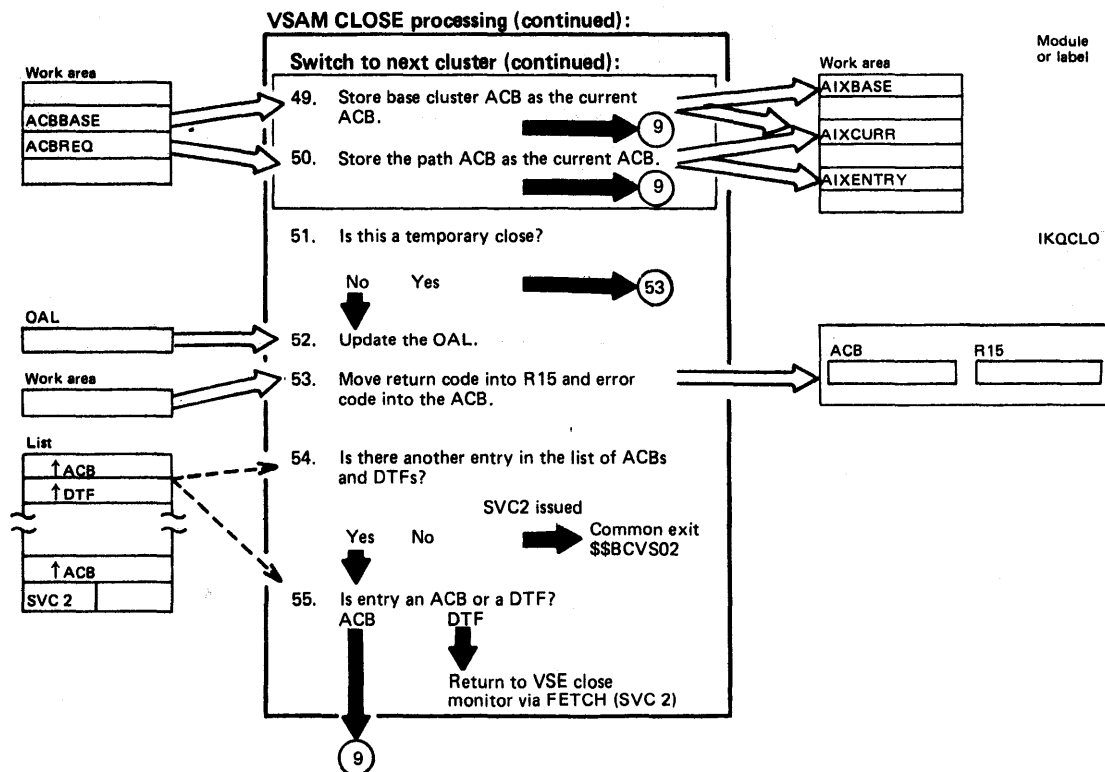 VSAM CLOSE processing (continued):
Module
or label
Switch to next cluster (continued):
Work area
ACBBASE
ACBREQ
49. Store base cluster ACB as the current
ACB.
9
50. Store the path ACB as the current ACB.
9
Work area
AIXBASE
AIXCURR
AIXENTRY
51. Is this a temporary close?
IKQCLO
No Yes
53
OAL
52. Update the OAL.
Work area
53. Move return code into R15 and error
code into the ACB.
ACB R15
List
↑ACB
↑DTF
↑ACB
SVC 2
54. Is there another entry in the list of ACBs
and DTFs?
SVC2 issued
Yes No
Common exit
$$BCVS02
55. Is entry an ACB or a DTF?
ACB DTF
Return to VSE close
monitor via FETCH (SVC 2)
9